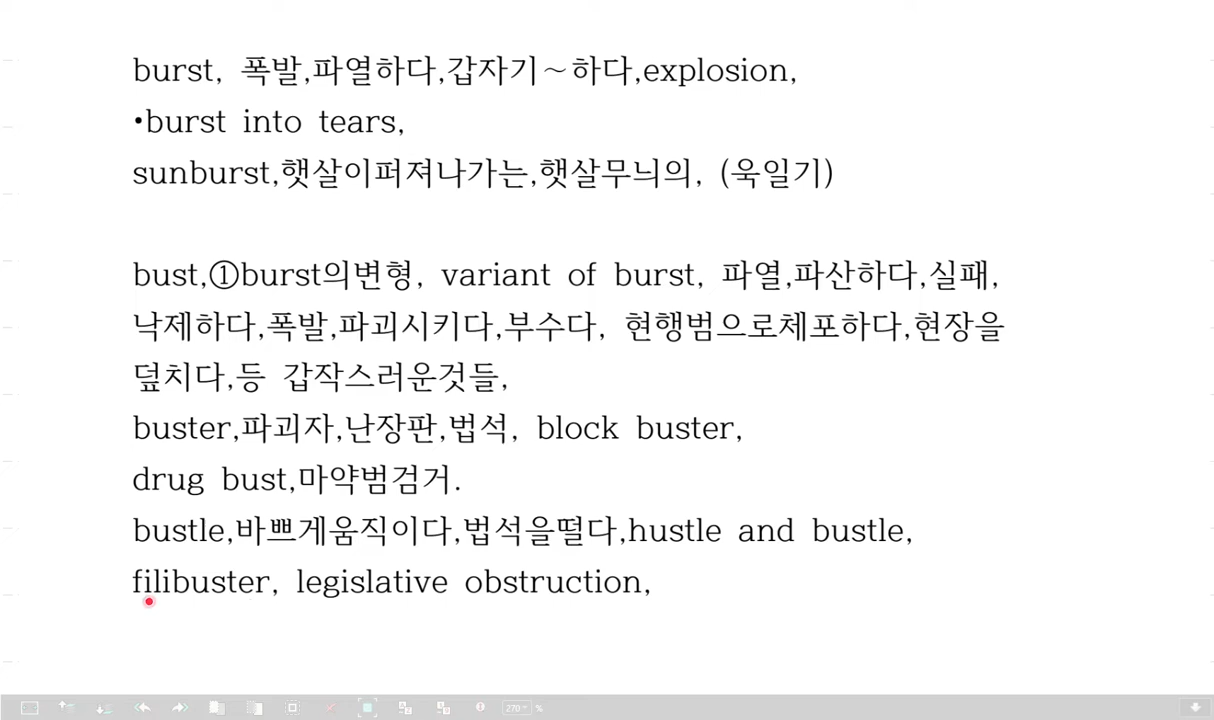 burst, 폭발,파열하다,갑자기~하다,explosion,
•burst into tears,
sunburst,햇살이퍼져나가는,햇살무늬의, (욱일기)
bust,①burst의변형, variant of burst, 파열,파산하다,실패,
낙제하다,폭발,파괴시키다,부수다, 현행범으로체포하다,현장을
덮치다,등 갑작스러운것들,
buster,파괴자,난장판,법석, block buster,
drug bust,마약범검거.
bustle,바쁘게움직이다,법석을떨다,hustle and bustle,
filibuster, legislative obstruction,
270 %